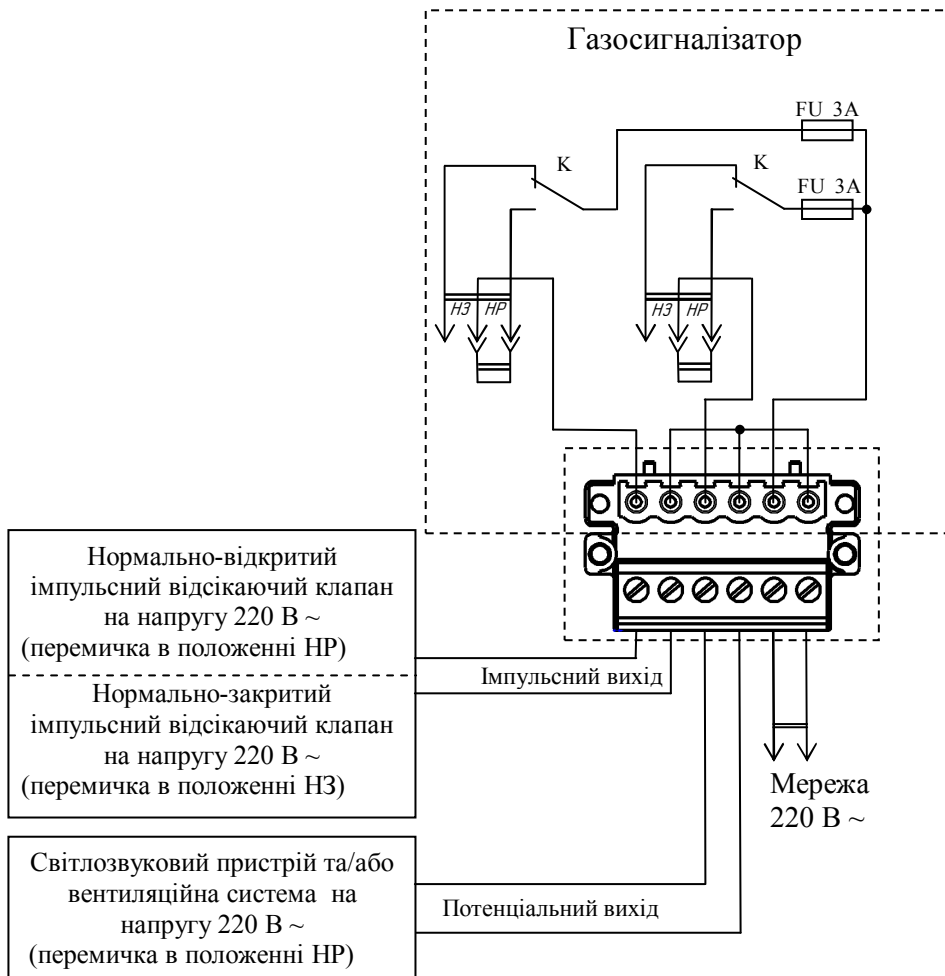 Газосигналізатор
FU 3A
K
K
FU 3A
НЗ НР
НЗ НР
Нормально-відкритий
імпульсний відсікаючий клапан
на напругу 220 В ~
(перемичка в положенні НР)
Імпульсний вихід
Нормально-закритий
імпульсний відсікаючий клапан
на напругу 220 В ~
(перемичка в положенні НЗ)
Мережа
220 В ~
Світлозвуковий пристрій та/або
вентиляційна система на
напругу 220 В ~
(перемичка в положенні НР)
Потенціальний вихід